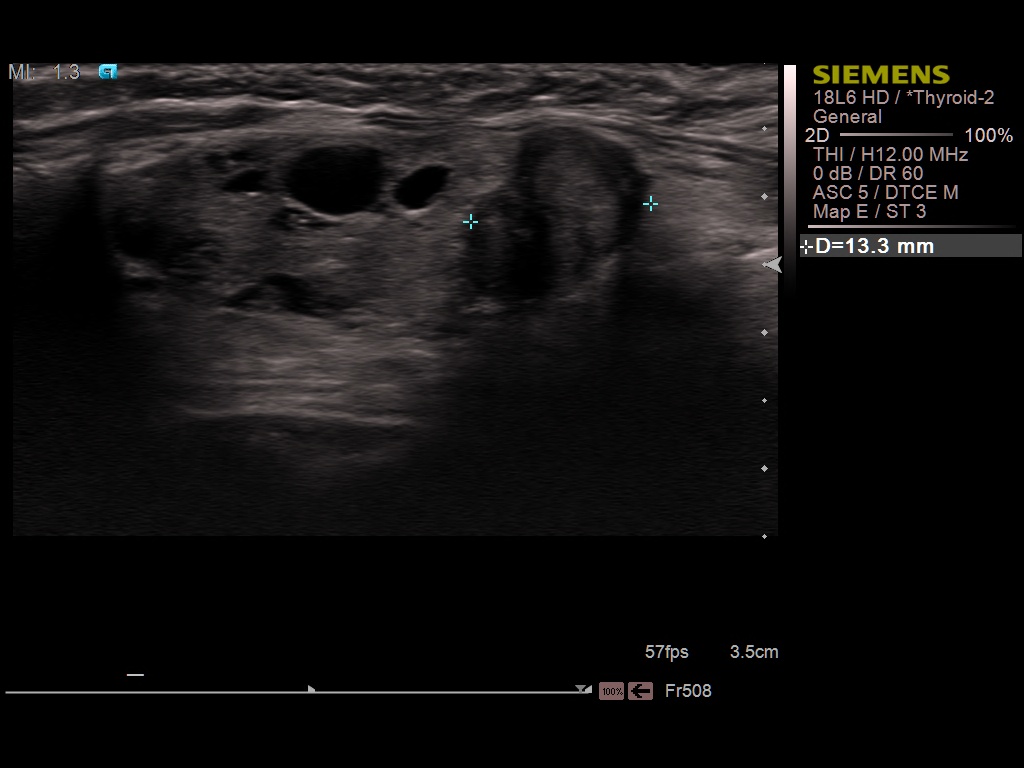 MI: 1.3
SIEMENS
18L6 HD / *Thyroid-2
General
2D 100%
THI / H12.00 MHz
0 dB / DR 60
ASC 5 / DTCE M
Map E / ST 3
D=13.3 mm
57fps 3.5cm
100% Fr508